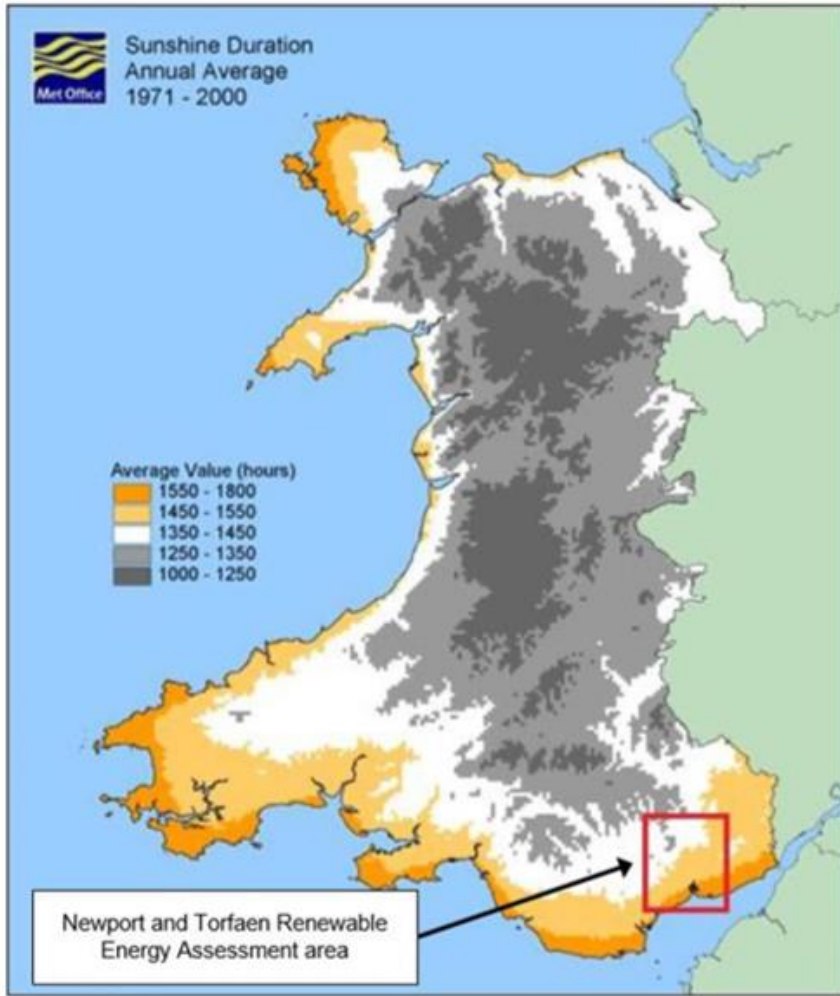 Met Office
Sunshine Duration
Annual Average
1971 - 2000
Average Value (hours)
1550 - 1800
1450 - 1550
1350 - 1450
1250 - 1350
1000 - 1250
Newport and Torfaen Renewable
Energy Assessment area